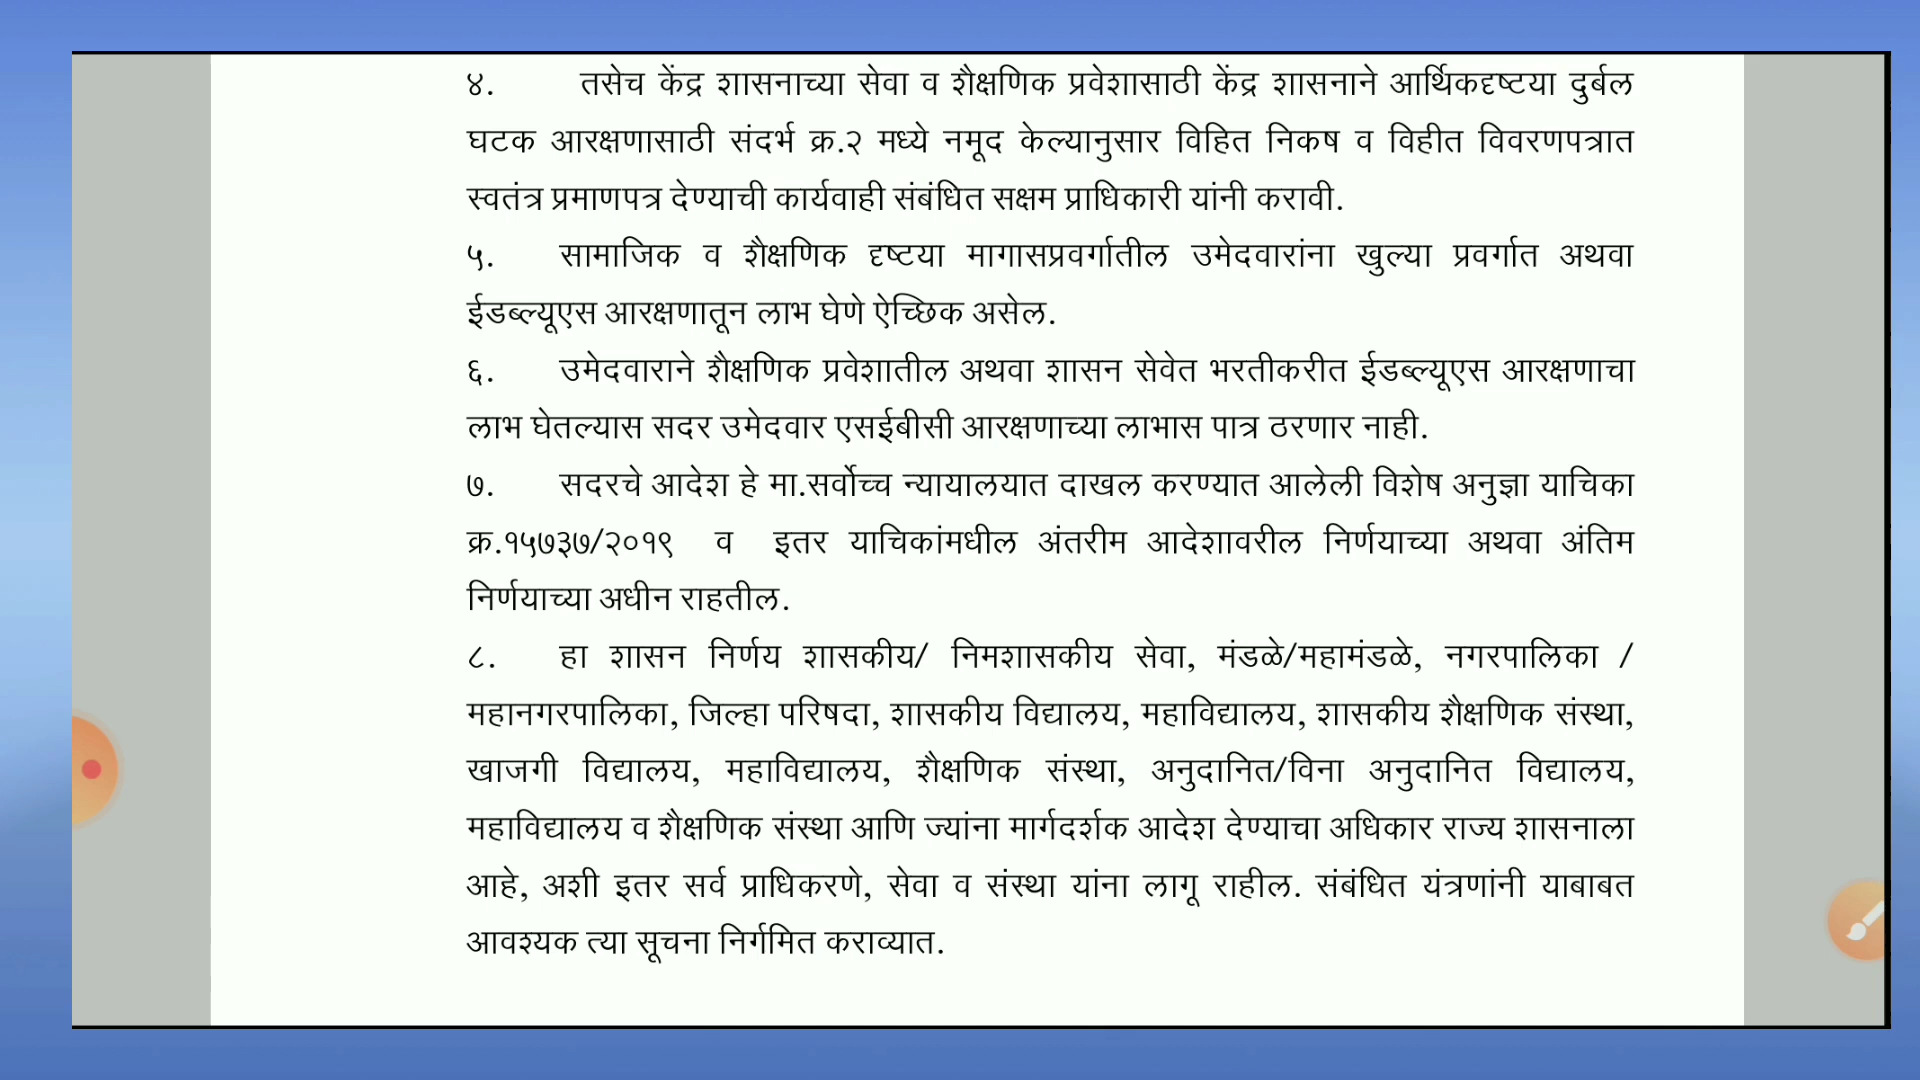 ४. तसेच केंद्र शासनाच्या सेवा व शैक्षणिक प्रवेशासाठी केंद्र शासनाने आर्थिकदृष्टया दुर्बल
घटक आरक्षणासाठी संदर्भ क्र.२ मध्ये नमूद केल्यानुसार विहित निकष व विहीत विवरणपत्रात
स्वतंत्र प्रमाणपत्र देण्याची कार्यवाही संबंधित सक्षम प्राधिकारी यांनी करावी.
५. सामाजिक व शैक्षणिक दृष्टया मागासप्रवर्गातील उमेदवारांना खुल्या प्रवर्गात अथवा
ईडब्ल्यूएस आरक्षणातून लाभ घेणे ऐच्छिक असेल.
६. उमेदवाराने शैक्षणिक प्रवेशातील अथवा शासन सेवेत भरतीकरीत ईडब्ल्यूएस आरक्षणाचा
लाभ घेतल्यास सदर उमेदवार एसईबीसी आरक्षणाच्या लाभास पात्र ठरणार नाही.
७. सदरचे आदेश हे मा.सर्वोच्च न्यायालयात दाखल करण्यात आलेली विशेष अनुज्ञा याचिका
क्र.१५७३७/२०१९ व इतर याचिकांमधील अंतरीम आदेशावरील निर्णयाच्या अथवा अंतिम
निर्णयाच्या अधीन राहतील.
८. हा शासन निर्णय शासकीय/ निमशासकीय सेवा, मंडळे/महामंडळे, नगरपालिका /
महानगरपालिका, जिल्हा परिषदा, शासकीय विद्यालय, महाविद्यालय, शासकीय शैक्षणिक संस्था,
खाजगी विद्यालय, महाविद्यालय, शैक्षणिक संस्था, अनुदानित/विना अनुदानित विद्यालय,
महाविद्यालय व शैक्षणिक संस्था आणि ज्यांना मार्गदर्शक आदेश देण्याचा अधिकार राज्य शासनाला
आहे, अशी इतर सर्व प्राधिकरणे, सेवा व संस्था यांना लागू राहील. संबंधित यंत्रणांनी याबाबत
आवश्यक त्या सूचना निर्गमित कराव्यात.